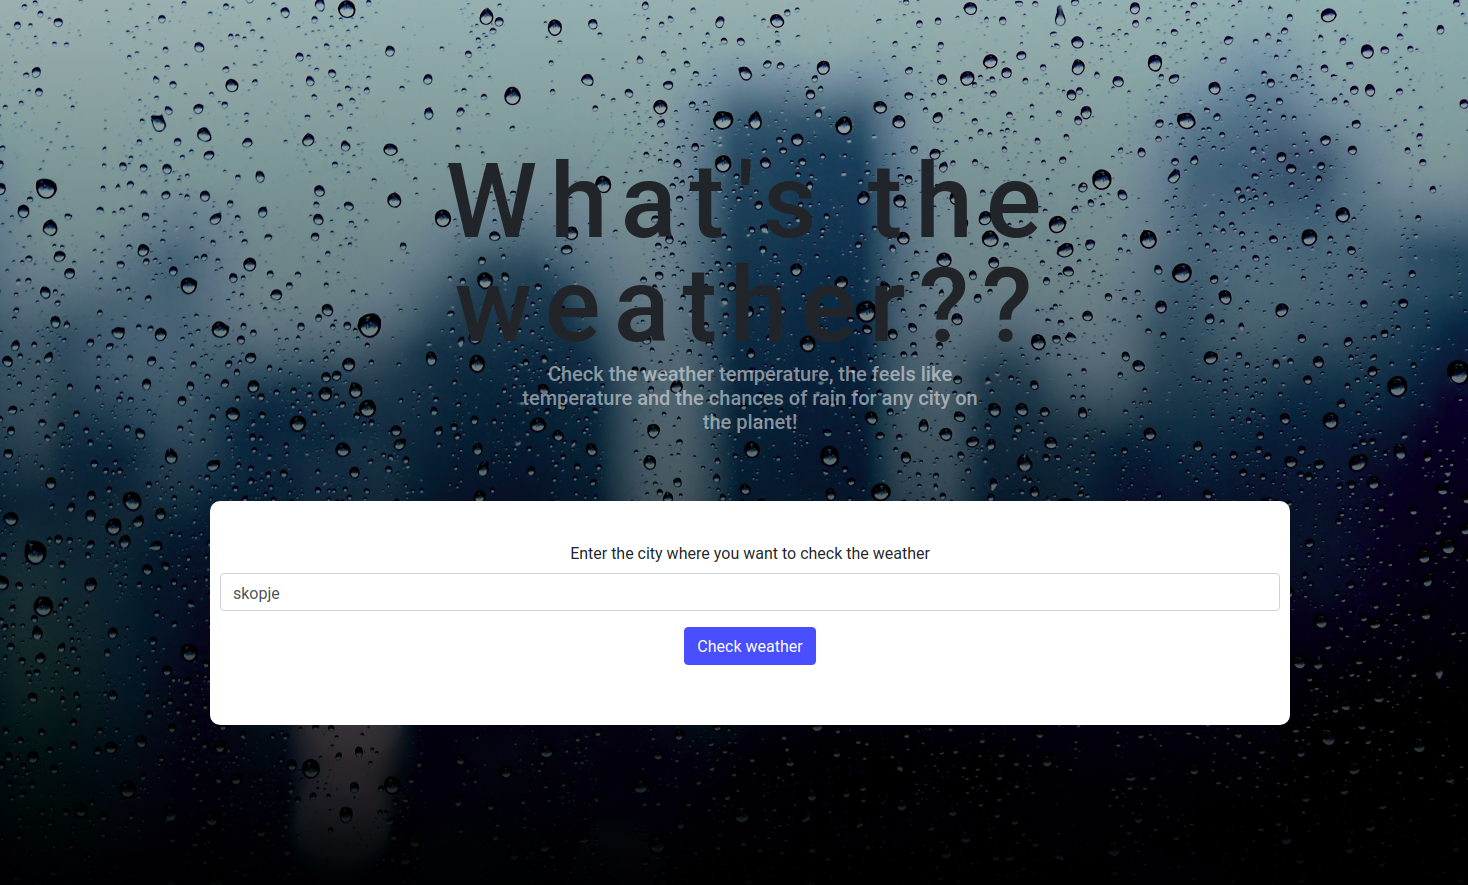 What's the
weather??
Check the weather temperature, the feels like
temperature and the chances of rain for any city on
the planet!
Enter the city where you want to check the weather
skopje
Check weather